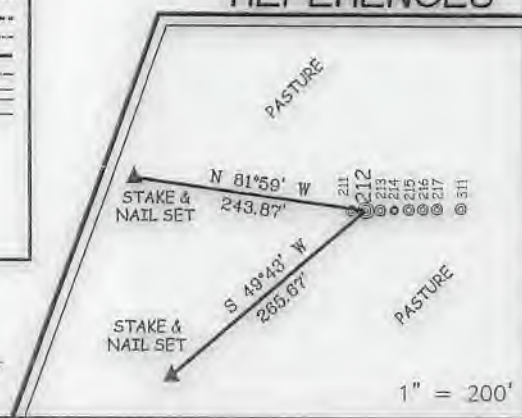 REFERENCES
PASTURE
N 81°59' W
243.87'
STAKE &
NAIL SET
211
212
213
214
215
216
217
311
S 49°43' W
265.67'
STAKE &
NAIL SET
PASTURE
1" = 200'